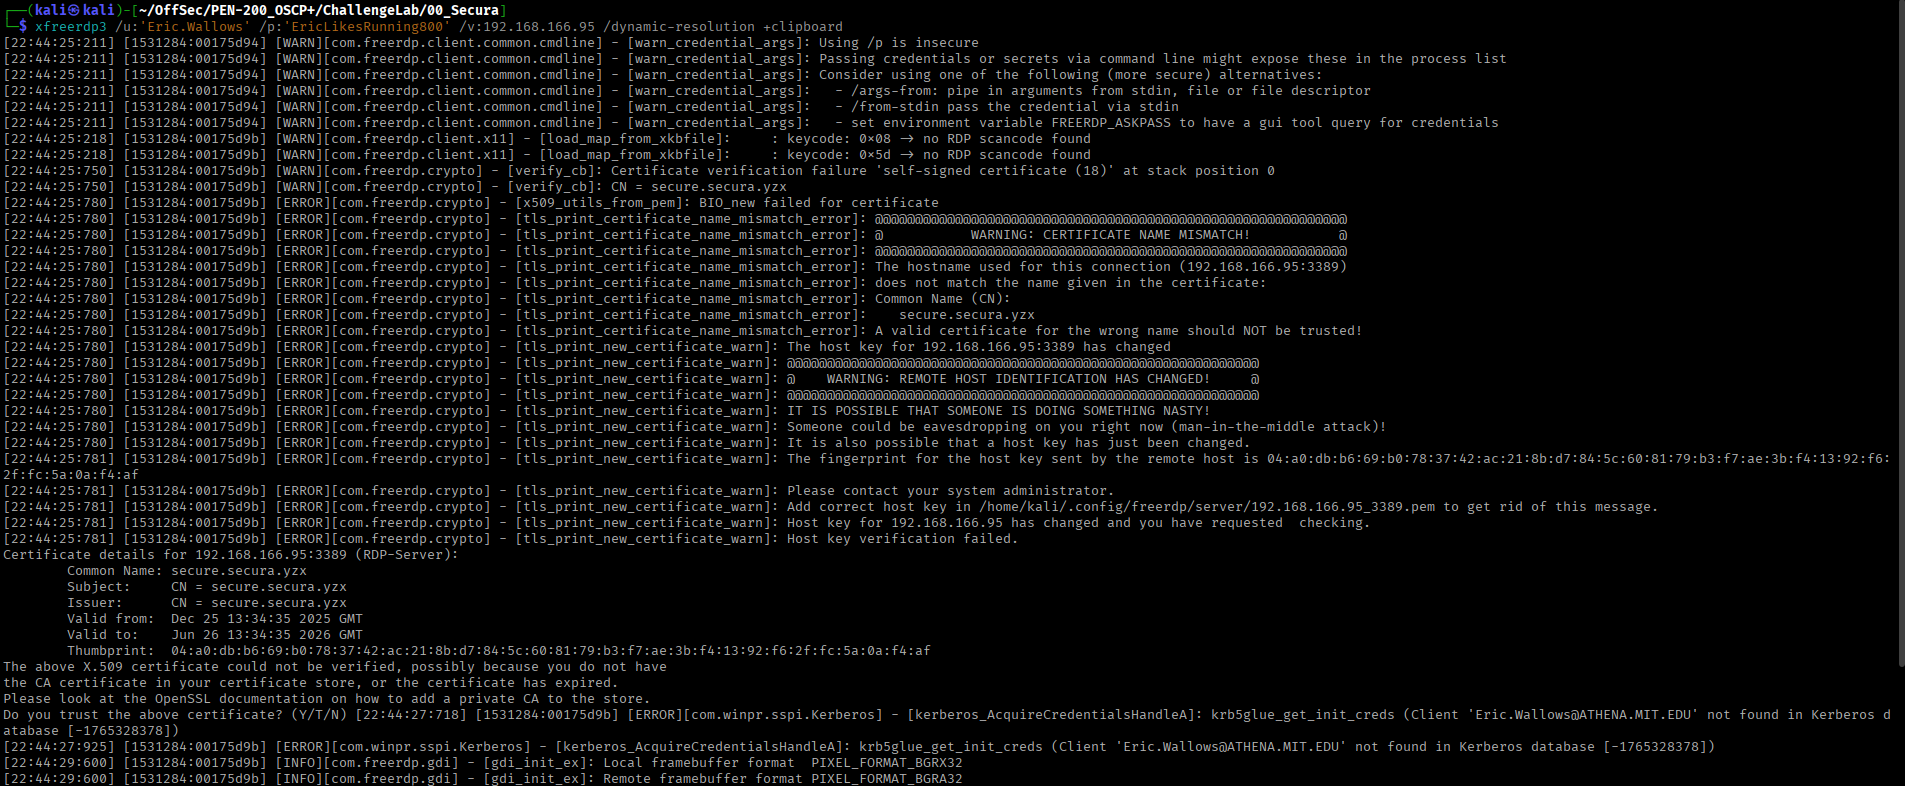 ┌──(kali㉿kali)-[~/OffSec/PEN-200_OSCP+/ChallengeLab/00_Secura]
└─$ xfreerdp3 /u:'Eric.Wallows' /p:'EricLikesRunning800' /v:192.168.166.95 /dynamic-resolution +clipboard
[22:44:25:211] [1531284:00175d94] [WARN][com.freerdp.client.common.cmdline] - [warn_credential_args]: Using /p is insecure
[22:44:25:211] [1531284:00175d94] [WARN][com.freerdp.client.common.cmdline] - [warn_credential_args]: Passing credentials or secrets via command line might expose these in the process list
[22:44:25:211] [1531284:00175d94] [WARN][com.freerdp.client.common.cmdline] - [warn_credential_args]: Consider using one of the following (more secure) alternatives:
[22:44:25:211] [1531284:00175d94] [WARN][com.freerdp.client.common.cmdline] - [warn_credential_args]:   - /args-from: pipe in arguments from stdin, file or file descriptor
[22:44:25:211] [1531284:00175d94] [WARN][com.freerdp.client.common.cmdline] - [warn_credential_args]:   - /from-stdin pass the credential via stdin
[22:44:25:211] [1531284:00175d94] [WARN][com.freerdp.client.common.cmdline] - [warn_credential_args]:   - set environment variable FREERDP_ASKPASS to have a gui tool query for credentials
[22:44:25:218] [1531284:00175d94] [WARN][com.freerdp.client.x11] - [load_map_from_xkbfile]:     : keycode: 0x08 → no RDP scancode found
[22:44:25:218] [1531284:00175d94] [WARN][com.freerdp.client.x11] - [load_map_from_xkbfile]:     : keycode: 0x5d → no RDP scancode found
[22:44:25:750] [1531284:00175d9b] [WARN][com.freerdp.crypto] - [verify_cb]: Certificate verification failure 'self-signed certificate (18)' at stack position 0
[22:44:25:750] [1531284:00175d9b] [WARN][com.freerdp.crypto] - [verify_cb]: CN = secure.secura.yzx
[22:44:25:780] [1531284:00175d9b] [ERROR][com.freerdp.crypto] - [x509_utils_from_pem]: BIO_new failed for certificate
[22:44:25:780] [1531284:00175d9b] [ERROR][com.freerdp.crypto] - [tls_print_certificate_name_mismatch_error]: @@@@@@@@@@@@@@@@@@@@@@@@@@@@@@@@@@@@@@@@@@@@@@@@@@@@@@@@@@@
[22:44:25:780] [1531284:00175d9b] [ERROR][com.freerdp.crypto] - [tls_print_certificate_name_mismatch_error]: @           WARNING: CERTIFICATE NAME MISMATCH!           @
[22:44:25:780] [1531284:00175d9b] [ERROR][com.freerdp.crypto] - [tls_print_certificate_name_mismatch_error]: @@@@@@@@@@@@@@@@@@@@@@@@@@@@@@@@@@@@@@@@@@@@@@@@@@@@@@@@@@@
[22:44:25:780] [1531284:00175d9b] [ERROR][com.freerdp.crypto] - [tls_print_certificate_name_mismatch_error]: The hostname used for this connection (192.168.166.95:3389)
[22:44:25:780] [1531284:00175d9b] [ERROR][com.freerdp.crypto] - [tls_print_certificate_name_mismatch_error]: does not match the name given in the certificate:
[22:44:25:780] [1531284:00175d9b] [ERROR][com.freerdp.crypto] - [tls_print_certificate_name_mismatch_error]: Common Name (CN):
[22:44:25:780] [1531284:00175d9b] [ERROR][com.freerdp.crypto] - [tls_print_certificate_name_mismatch_error]:    secure.secura.yzx
[22:44:25:780] [1531284:00175d9b] [ERROR][com.freerdp.crypto] - [tls_print_certificate_name_mismatch_error]: A valid certificate for the wrong name should NOT be trusted!
[22:44:25:780] [1531284:00175d9b] [ERROR][com.freerdp.crypto] - [tls_print_new_certificate_warn]: The host key for 192.168.166.95:3389 has changed
[22:44:25:780] [1531284:00175d9b] [ERROR][com.freerdp.crypto] - [tls_print_new_certificate_warn]: @@@@@@@@@@@@@@@@@@@@@@@@@@@@@@@@@@@@@@@@@@@@@@@@@@@@@@@@@@@
[22:44:25:780] [1531284:00175d9b] [ERROR][com.freerdp.crypto] - [tls_print_new_certificate_warn]: @    WARNING: REMOTE HOST IDENTIFICATION HAS CHANGED!     @
[22:44:25:780] [1531284:00175d9b] [ERROR][com.freerdp.crypto] - [tls_print_new_certificate_warn]: @@@@@@@@@@@@@@@@@@@@@@@@@@@@@@@@@@@@@@@@@@@@@@@@@@@@@@@@@@@
[22:44:25:780] [1531284:00175d9b] [ERROR][com.freerdp.crypto] - [tls_print_new_certificate_warn]: IT IS POSSIBLE THAT SOMEONE IS DOING SOMETHING NASTY!
[22:44:25:780] [1531284:00175d9b] [ERROR][com.freerdp.crypto] - [tls_print_new_certificate_warn]: Someone could be eavesdropping on you right now (man-in-the-middle attack)!
[22:44:25:780] [1531284:00175d9b] [ERROR][com.freerdp.crypto] - [tls_print_new_certificate_warn]: It is also possible that a host key has just been changed.
[22:44:25:781] [1531284:00175d9b] [ERROR][com.freerdp.crypto] - [tls_print_new_certificate_warn]: The fingerprint for the host key sent by the remote host is 04:a0:db:b6:69:b0:78:37:42:ac:21:8b:d7:84:5c:60:81:79:b3:f7:ae:3b:f4:13:92:f6:
2f:fc:5a:0a:f4:af
[22:44:25:781] [1531284:00175d9b] [ERROR][com.freerdp.crypto] - [tls_print_new_certificate_warn]: Please contact your system administrator.
[22:44:25:781] [1531284:00175d9b] [ERROR][com.freerdp.crypto] - [tls_print_new_certificate_warn]: Add correct host key in /home/kali/.config/freerdp/server/192.168.166.95_3389.pem to get rid of this message.
[22:44:25:781] [1531284:00175d9b] [ERROR][com.freerdp.crypto] - [tls_print_new_certificate_warn]: Host key for 192.168.166.95 has changed and you have requested  checking.
[22:44:25:781] [1531284:00175d9b] [ERROR][com.freerdp.crypto] - [tls_print_new_certificate_warn]: Host key verification failed.
Certificate details for 192.168.166.95:3389 (RDP-Server):
        Common Name: secure.secura.yzx
        Subject:     CN = secure.secura.yzx
        Issuer:      CN = secure.secura.yzx
        Valid from:  Dec 25 13:34:35 2025 GMT
        Valid to:    Jun 26 13:34:35 2026 GMT
        Thumbprint:  04:a0:db:b6:69:b0:78:37:42:ac:21:8b:d7:84:5c:60:81:79:b3:f7:ae:3b:f4:13:92:f6:2f:fc:5a:0a:f4:af
The above X.509 certificate could not be verified, possibly because you do not have
the CA certificate in your certificate store, or the certificate has expired.
Please look at the OpenSSL documentation on how to add a private CA to the store.
Do you trust the above certificate? (Y/T/N) [22:44:27:718] [1531284:00175d9b] [ERROR][com.winpr.sspi.Kerberos] - [kerberos_AcquireCredentialsHandleA]: krb5glue_get_init_creds (Client 'Eric.Wallows@ATHENA.MIT.EDU' not found in Kerberos d
atabase [-1765328378])
[22:44:27:925] [1531284:00175d9b] [ERROR][com.winpr.sspi.Kerberos] - [kerberos_AcquireCredentialsHandleA]: krb5glue_get_init_creds (Client 'Eric.Wallows@ATHENA.MIT.EDU' not found in Kerberos database [-1765328378])
[22:44:29:600] [1531284:00175d9b] [INFO][com.freerdp.gdi] - [gdi_init_ex]: Local framebuffer format  PIXEL_FORMAT_BGRX32
[22:44:29:600] [1531284:00175d9b] [INFO][com.freerdp.gdi] - [gdi_init_ex]: Remote framebuffer format PIXEL_FORMAT_BGRA32